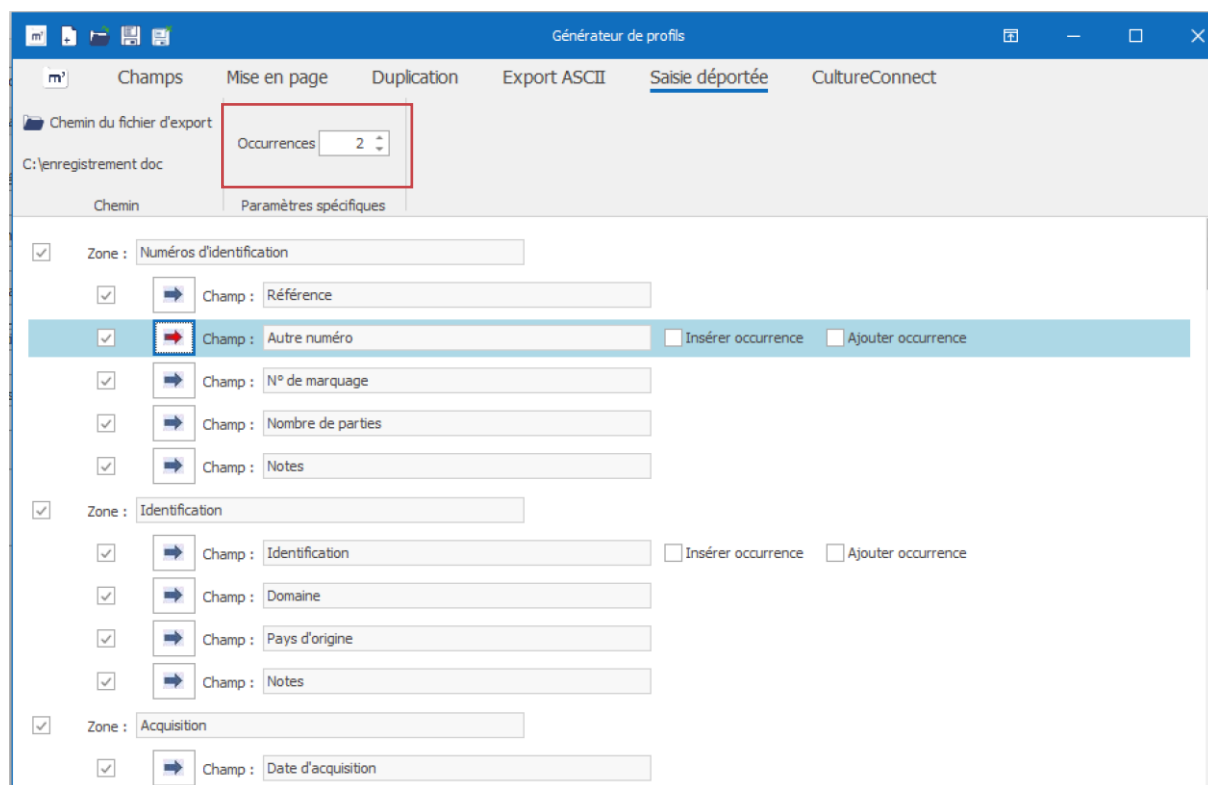 m³ Générateur de profils
m³ Champs Mise en page Duplication Export ASCII Saisie déportée CultureConnect
Chemin du fichier d'export
Occurrences 2
C:\enregistrement doc
Chemin Paramètres spécifiques
Zone : Numéros d'identification
Champ : Référence
Champ : Autre numéro Insérer occurrence Ajouter occurrence
Champ : N° de marquage
Champ : Nombre de parties
Champ : Notes
Zone : Identification
Champ : Identification Insérer occurrence Ajouter occurrence
Champ : Domaine
Champ : Pays d'origine
Champ : Notes
Zone : Acquisition
Champ : Date d'acquisition